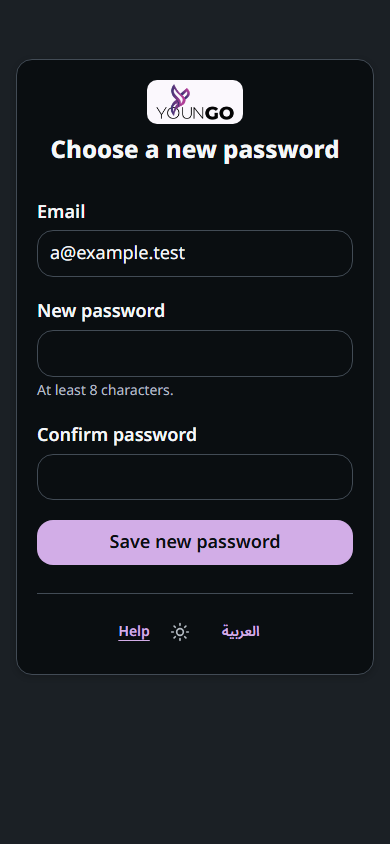 YOUNGO
Choose a new password
Email
a@example.test
New password
At least 8 characters.
Confirm password
Save new password
Help العربية